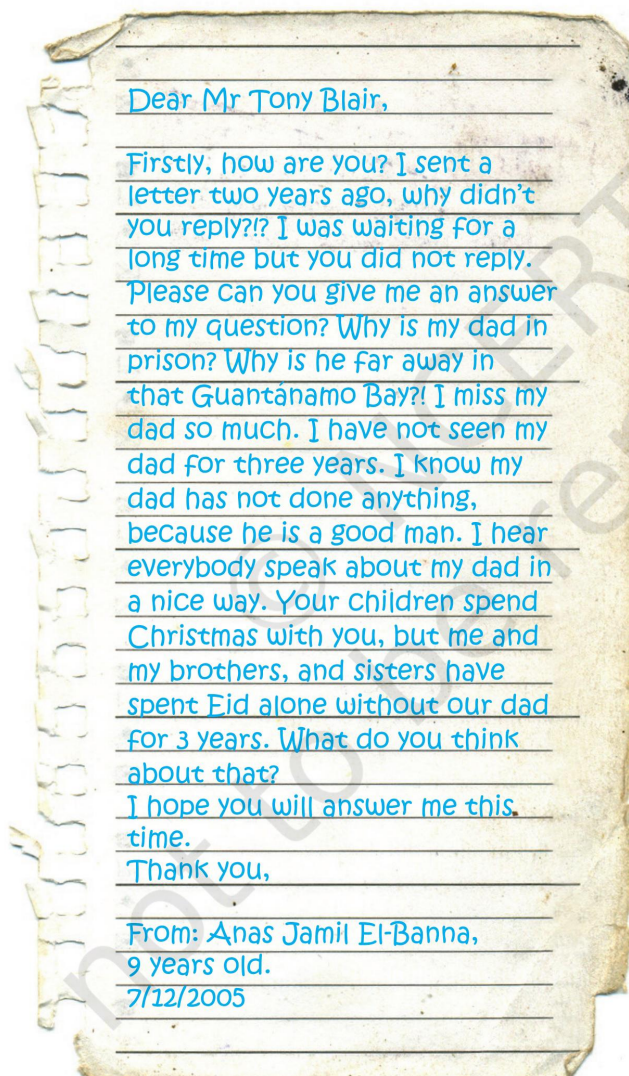 Dear Mr Tony Blair,
Firstly, how are you? I sent a
letter two years ago, why didn't
you reply?!? I was waiting for a
long time but you did not reply.
Please can you give me an answer
to my question? Why is my dad in
prison? Why is he far away in
that Guantánamo Bay?! I miss my
dad so much. I have not seen my
dad for three years. I know my
dad has not done anything,
because he is a good man. I hear
everybody speak about my dad in
a nice way. Your children spend
Christmas with you, but me and
my brothers, and sisters have
spent Eid alone without our dad
for 3 years. What do you think
about that?
I hope you will answer me this
time.
Thank you,
From: Anas Jamil El-Banna,
9 years old.
7/12/2005
© NCERT
not to be re